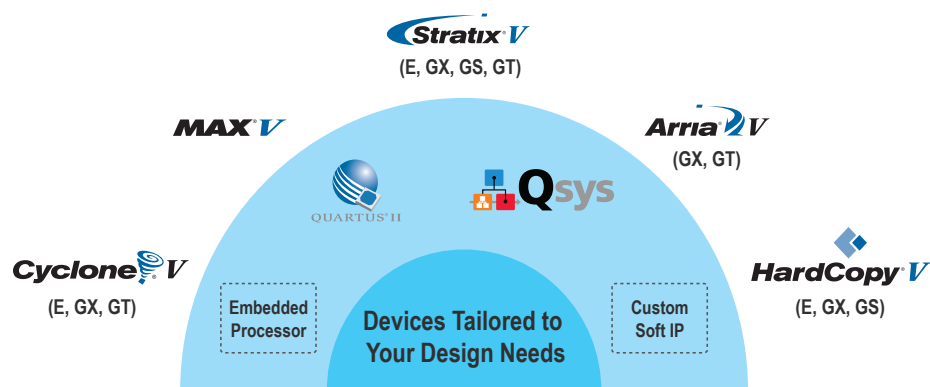 Stratix® V
(E, GX, GS, GT)
MAX® V
Arria® V
(GX, GT)
QUARTUS® II
Qsys
Cyclone® V
(E, GX, GT)
HardCopy® V
(E, GX, GS)
Embedded
Processor
Custom
Soft IP
Devices Tailored to
Your Design Needs